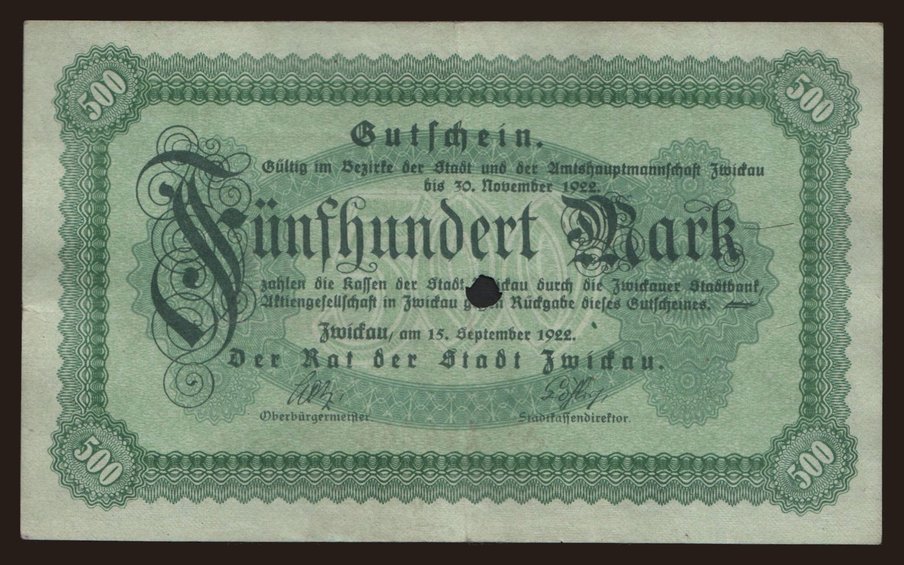 500 500
Gutschein.
Gültig im Bezirke der Stadt und der Amtshauptmannschaft Zwickau
bis 30. November 1922.
Fünfhundert Mark
500
zahlen die Kassen der Stadt Zwickau durch die Zwickauer Stadtbank,
Aktiengesellschaft in Zwickau gegen Rückgabe dieses Gutscheines.
Zwickau, am 15. September 1922.
Der Rat der Stadt Zwickau.
Oberbürgermeister. Stadtkassendirektor.
500 500